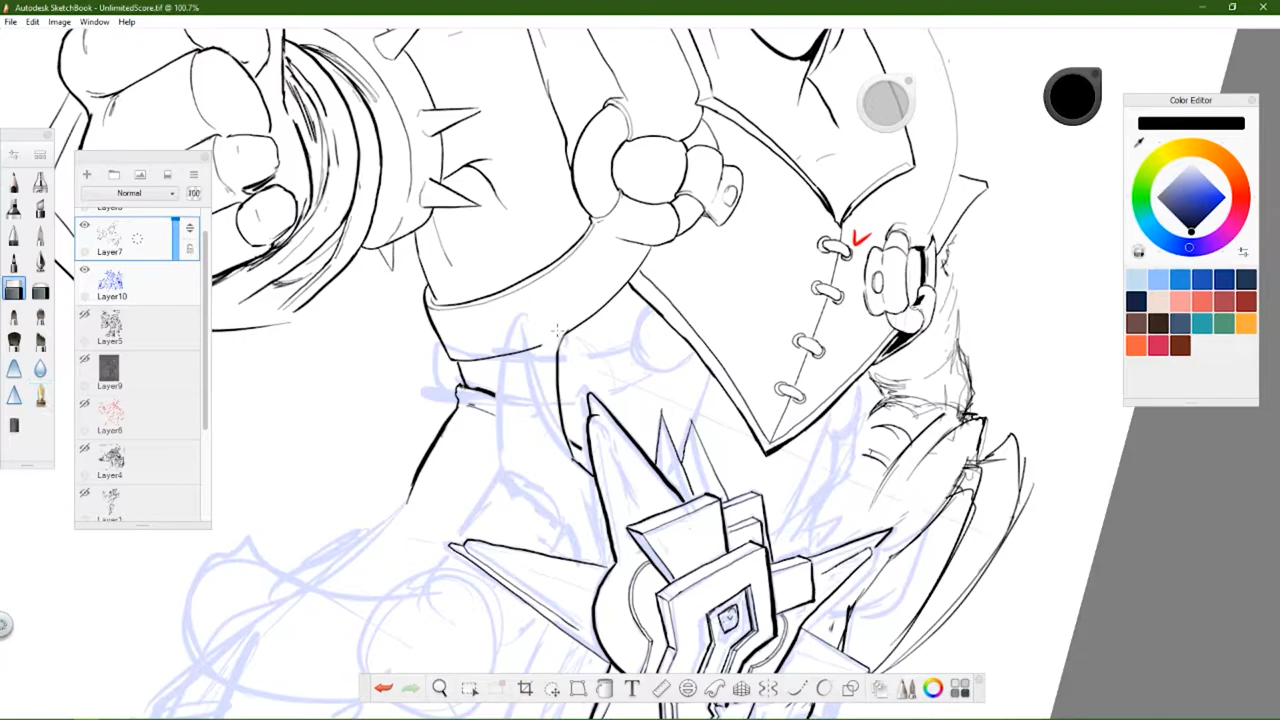 Autodesk SketchBook - UnlimitedScore.tif @ 100.7%
File Edit Image Window Help
Color Editor
Normal
100
Layer7
Layer10
Layer5
Layer9
Layer6
Layer4
T